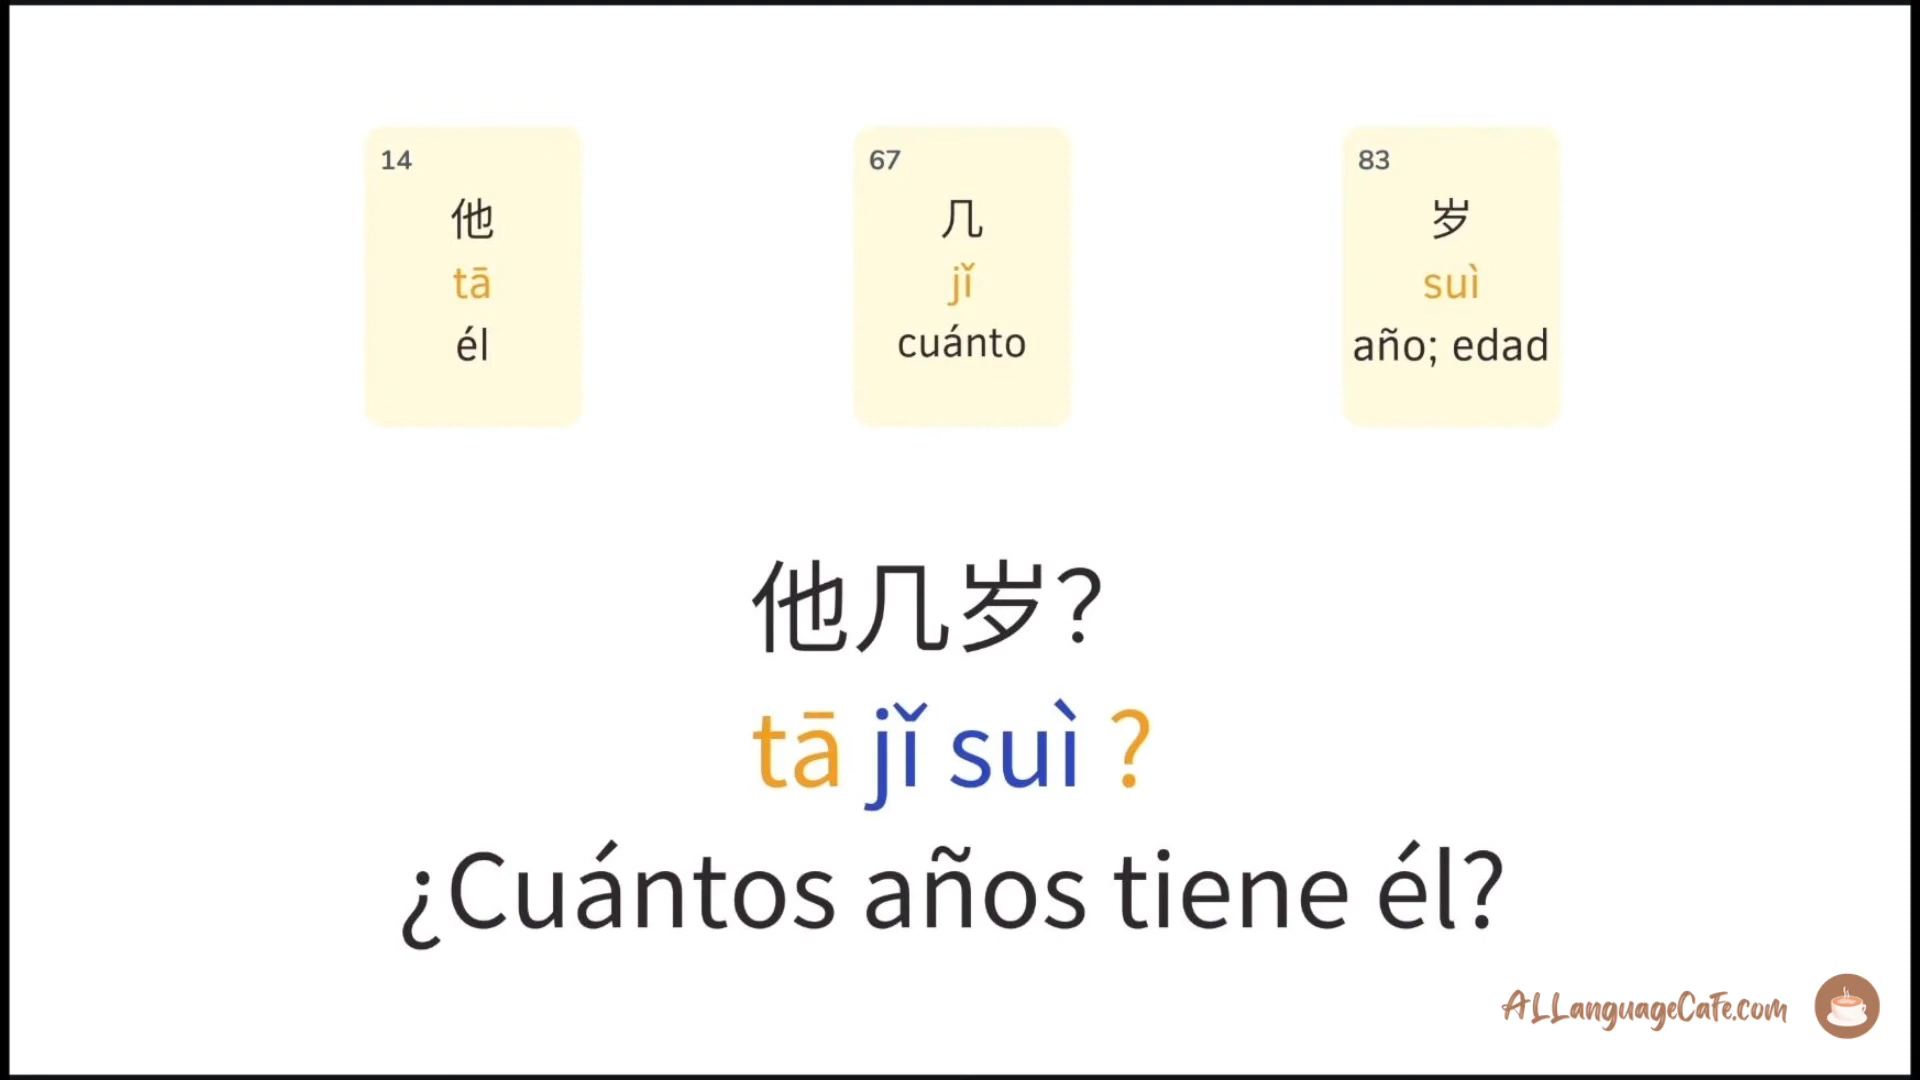 14
他
tā
él
67
几
jǐ
cuánto
83
岁
suì
año; edad
他几岁?
tā jǐ suì ?
¿Cuántos años tiene él?
ALLanguageCafe.com